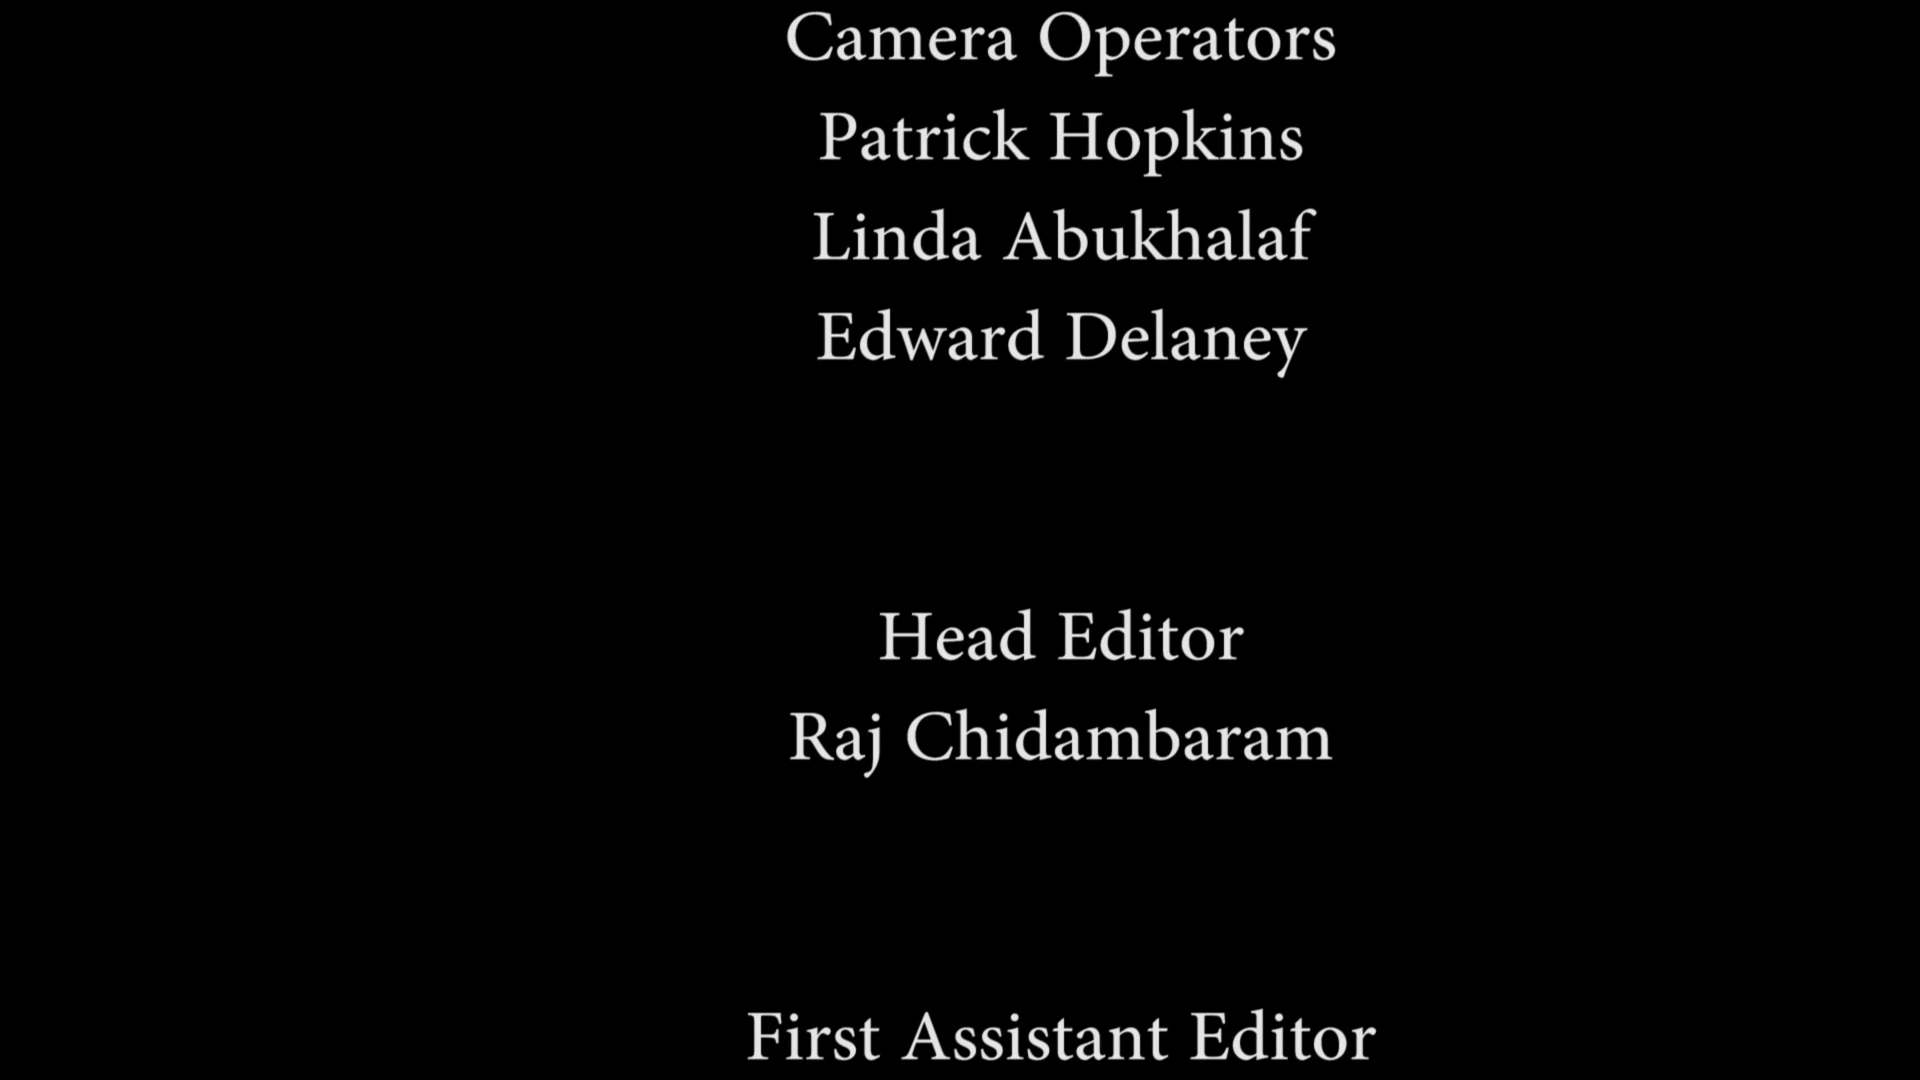 Camera Operators
Patrick Hopkins
Linda Abukhalaf
Edward Delaney
Head Editor
Raj Chidambaram
First Assistant Editor